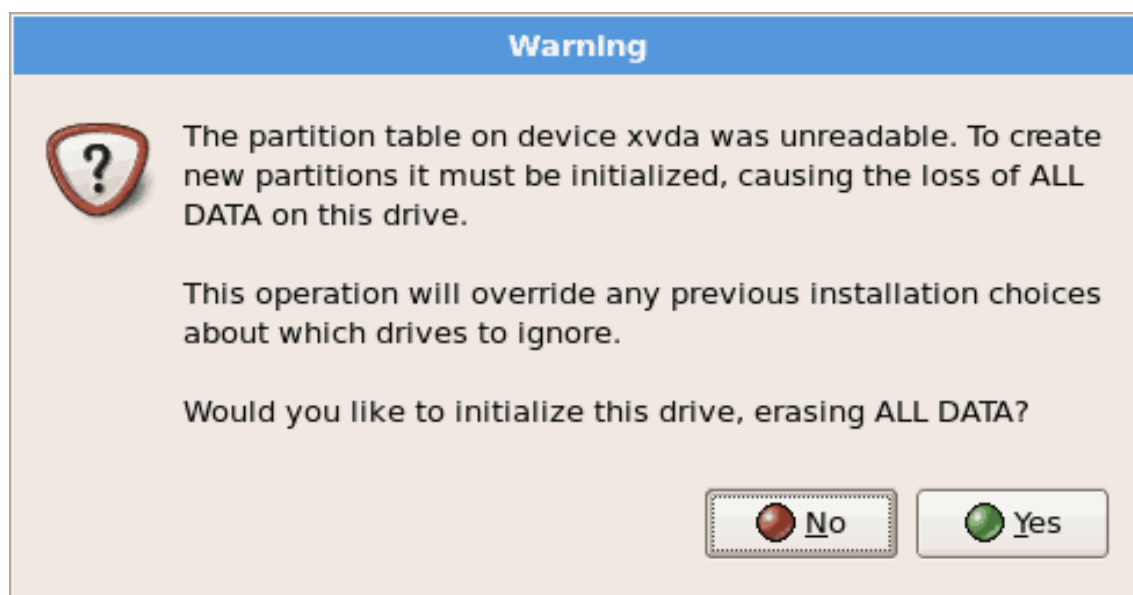 Warning
?
The partition table on device xvda was unreadable. To create
new partitions it must be initialized, causing the loss of ALL
DATA on this drive.
This operation will override any previous installation choices
about which drives to ignore.
Would you like to initialize this drive, erasing ALL DATA?
No
Yes